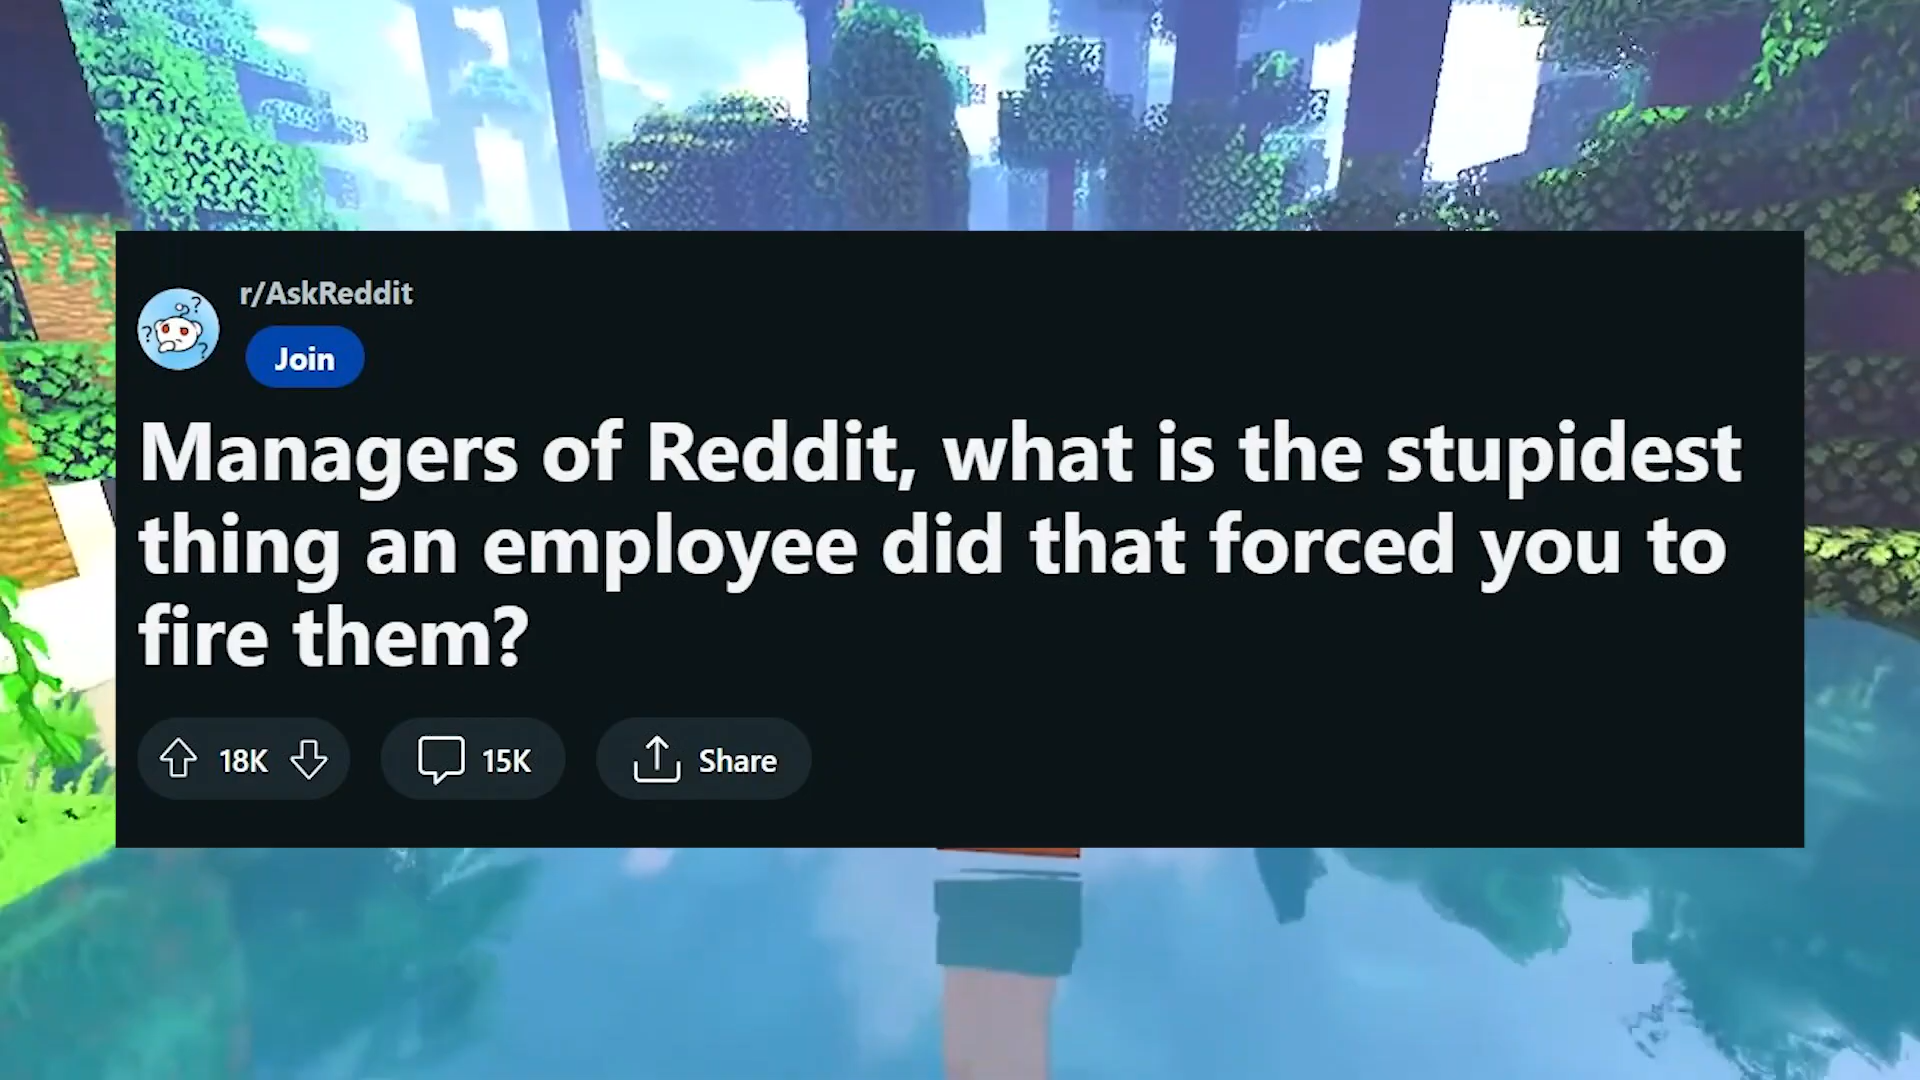 r/AskReddit
Join
Managers of Reddit, what is the stupidest
thing an employee did that forced you to
fire them?
18K
15K
Share